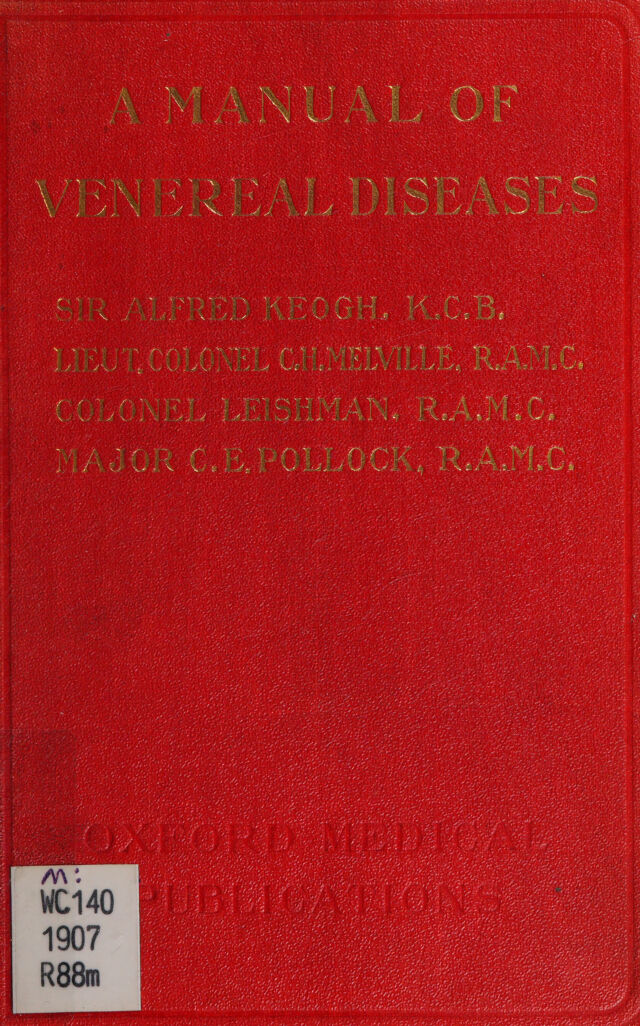 A MANUAL OF
VENEREAL DISEASES
SIR ALFRED KEOGH, K.C.B.
LIEUT. COLONEL C.H. MELVILLE, R.A.M.C.
COLONEL LEISHMAN. R.A.M.C.
MAJOR C.E. POLLOCK, R.A.M.C.
OXFORD MEDICAL
PUBLICATIONS
M:
WC140
1907
R88m